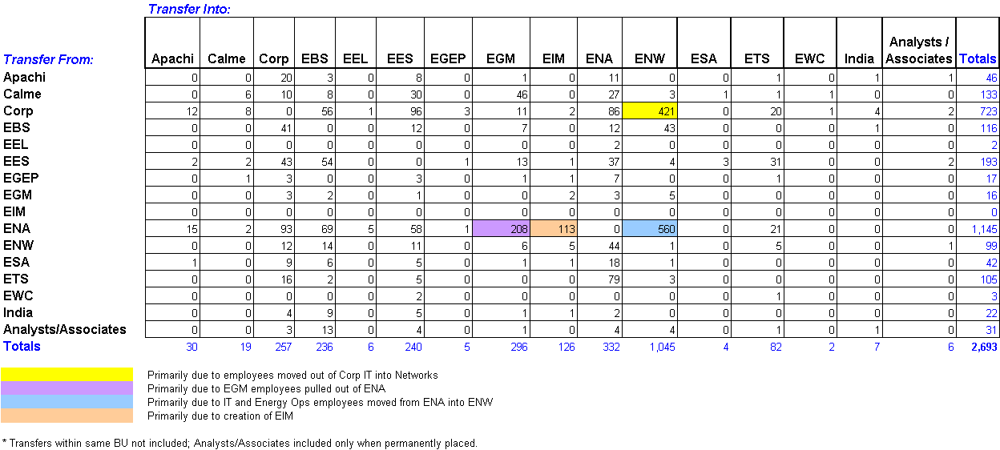 Transfer Into:
Transfer From: Apachi Calme Corp EBS EEL EES EGEP EGM EIM ENA ENW ESA ETS EWC India Analysts / Associates Totals
Apachi 0 0 20 3 0 8 0 1 0 11 0 0 1 0 1 1 46
Calme 0 6 10 8 0 30 0 46 0 27 3 1 1 1 0 0 133
Corp 12 8 0 56 1 96 3 11 2 86 421 0 20 1 4 2 723
EBS 0 0 41 0 0 12 0 7 0 12 43 0 0 0 1 0 116
EEL 0 0 0 0 0 0 0 0 0 2 0 0 0 0 0 0 2
EES 2 2 43 54 0 0 1 13 1 37 4 3 31 0 0 2 193
EGEP 0 1 3 0 0 3 0 1 1 7 0 0 1 0 0 0 17
EGM 0 0 3 2 0 1 0 0 2 3 5 0 0 0 0 0 16
EIM 0 0 0 0 0 0 0 0 0 0 0 0 0 0 0 0 0
ENA 15 2 93 69 5 58 1 208 113 0 560 0 21 0 0 0 1,145
ENW 0 0 12 14 0 11 0 6 5 44 1 0 5 0 0 1 99
ESA 1 0 9 6 0 5 0 1 1 18 1 0 0 0 0 0 42
ETS 0 0 16 2 0 5 0 0 0 79 3 0 0 0 0 0 105
EWC 0 0 0 0 0 2 0 0 0 0 0 0 1 0 0 0 3
India 0 0 4 9 0 5 0 1 1 2 0 0 0 0 0 0 22
Analysts/Associates 0 0 3 13 0 4 0 1 0 4 4 0 1 0 1 0 31
Totals 30 19 257 236 6 240 5 296 126 332 1,045 4 82 2 7 6 2,693
Primarily due to employees moved out of Corp IT into Networks
Primarily due to EGM employees pulled out of ENA
Primarily due to IT and Energy Ops employees moved from ENA into ENW
Primarily due to creation of EIM
* Transfers within same BU not included; Analysts/Associates included only when permanently placed.